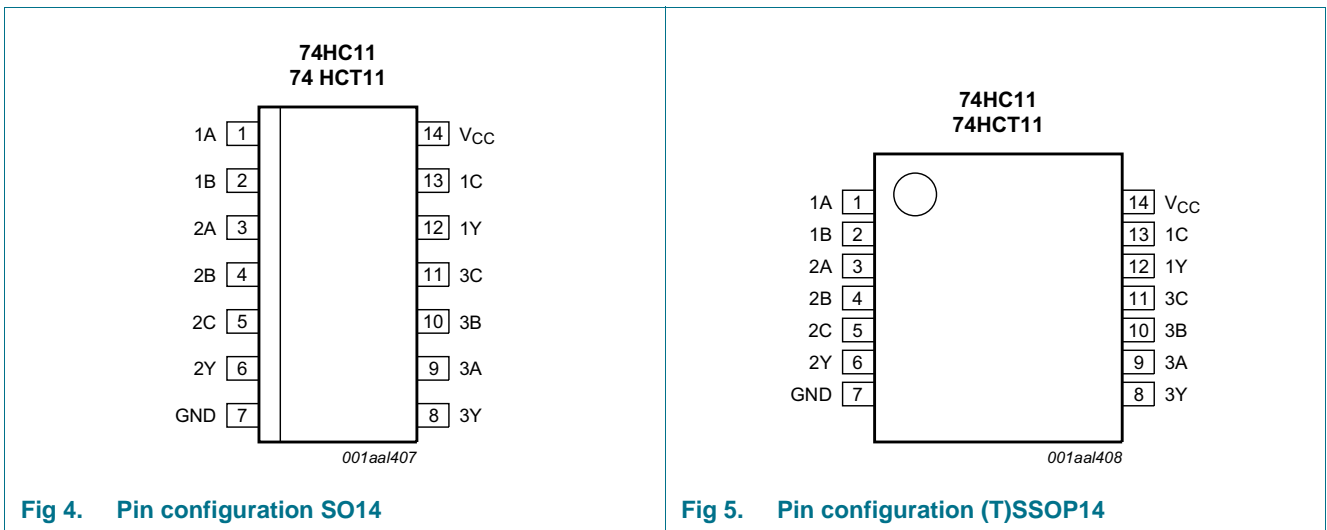 74HC11
74 HCT11
1A 1 14 VCC
1B 2 13 1C
2A 3 12 1Y
2B 4 11 3C
2C 5 10 3B
2Y 6 9 3A
GND 7 8 3Y
001aal407
Fig 4. Pin configuration SO14
74HC11
74HCT11
1A 1 14 VCC
1B 2 13 1C
2A 3 12 1Y
2B 4 11 3C
2C 5 10 3B
2Y 6 9 3A
GND 7 8 3Y
001aal408
Fig 5. Pin configuration (T)SSOP14